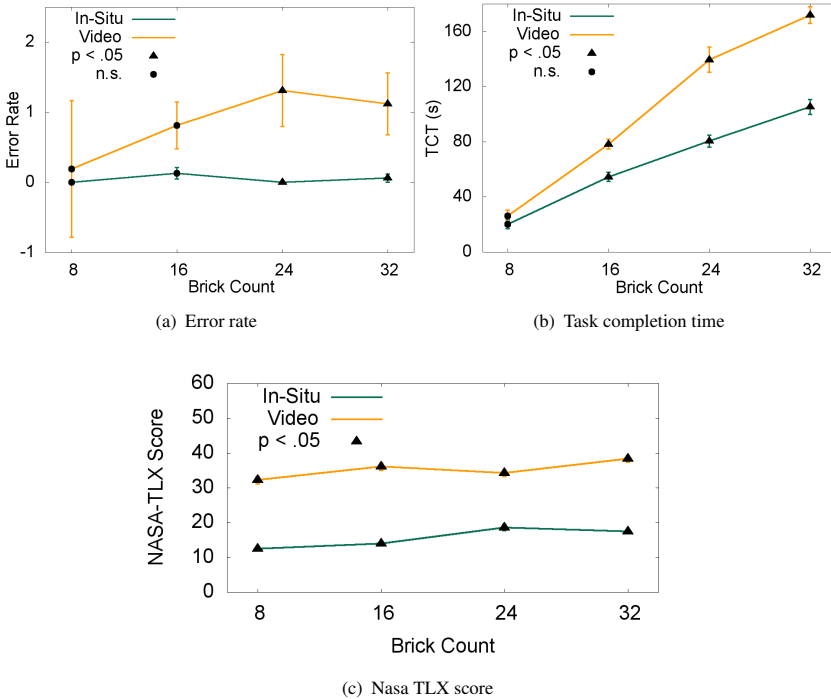 In-Situ
Video
p < .05
n.s.
2
1
0
-1
Error Rate
8 16 24 32
Brick Count
(a) Error rate
In-Situ
Video
p < .05
n.s.
160
120
80
40
0
TCT (s)
8 16 24 32
Brick Count
(b) Task completion time
In-Situ
Video
p < .05
60
50
40
30
20
10
0
NASA-TLX Score
8 16 24 32
Brick Count
(c) Nasa TLX score